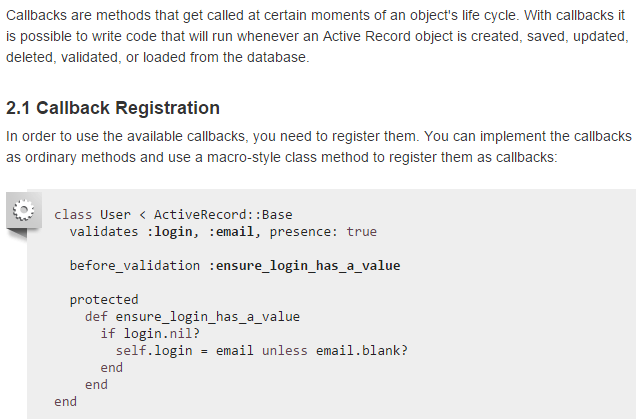 Callbacks are methods that get called at certain moments of an object's life cycle. With callbacks it
is possible to write code that will run whenever an Active Record object is created, saved, updated,
deleted, validated, or loaded from the database.
2.1 Callback Registration
In order to use the available callbacks, you need to register them. You can implement the callbacks
as ordinary methods and use a macro-style class method to register them as callbacks:
class User < ActiveRecord::Base
  validates :login, :email, presence: true
  before_validation :ensure_login_has_a_value
  protected
    def ensure_login_has_a_value
      if login.nil?
        self.login = email unless email.blank?
      end
    end
end